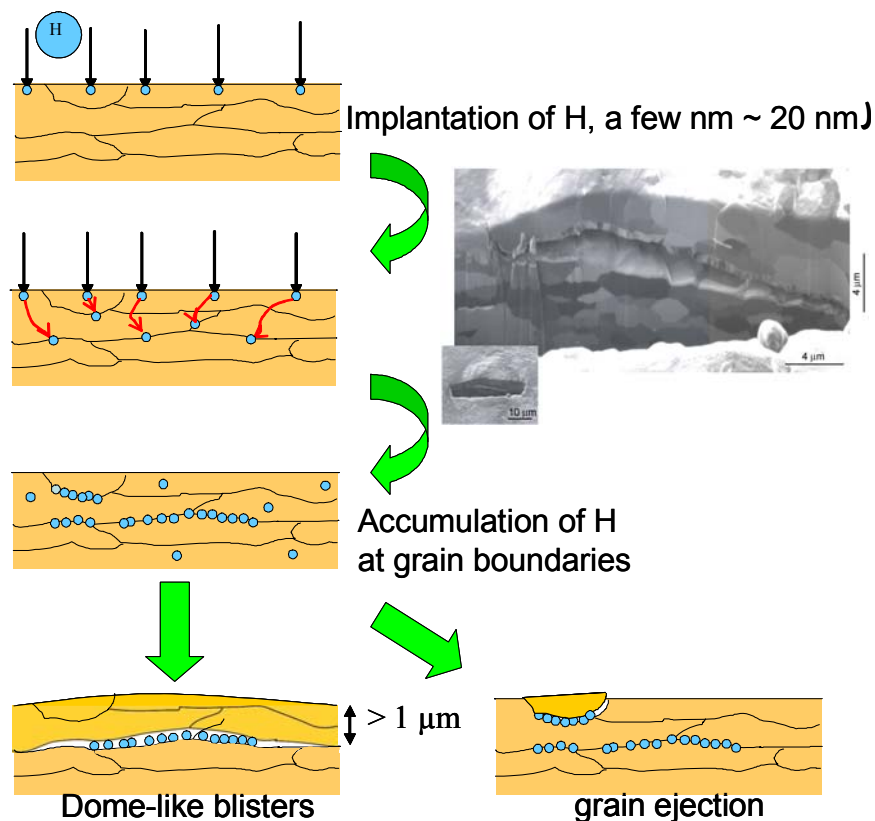 H
Implantation of H, a few nm ~ 20 nm
4 μm
4 μm
10 μm
Accumulation of H
at grain boundaries
> 1 μm
Dome-like blisters
grain ejection